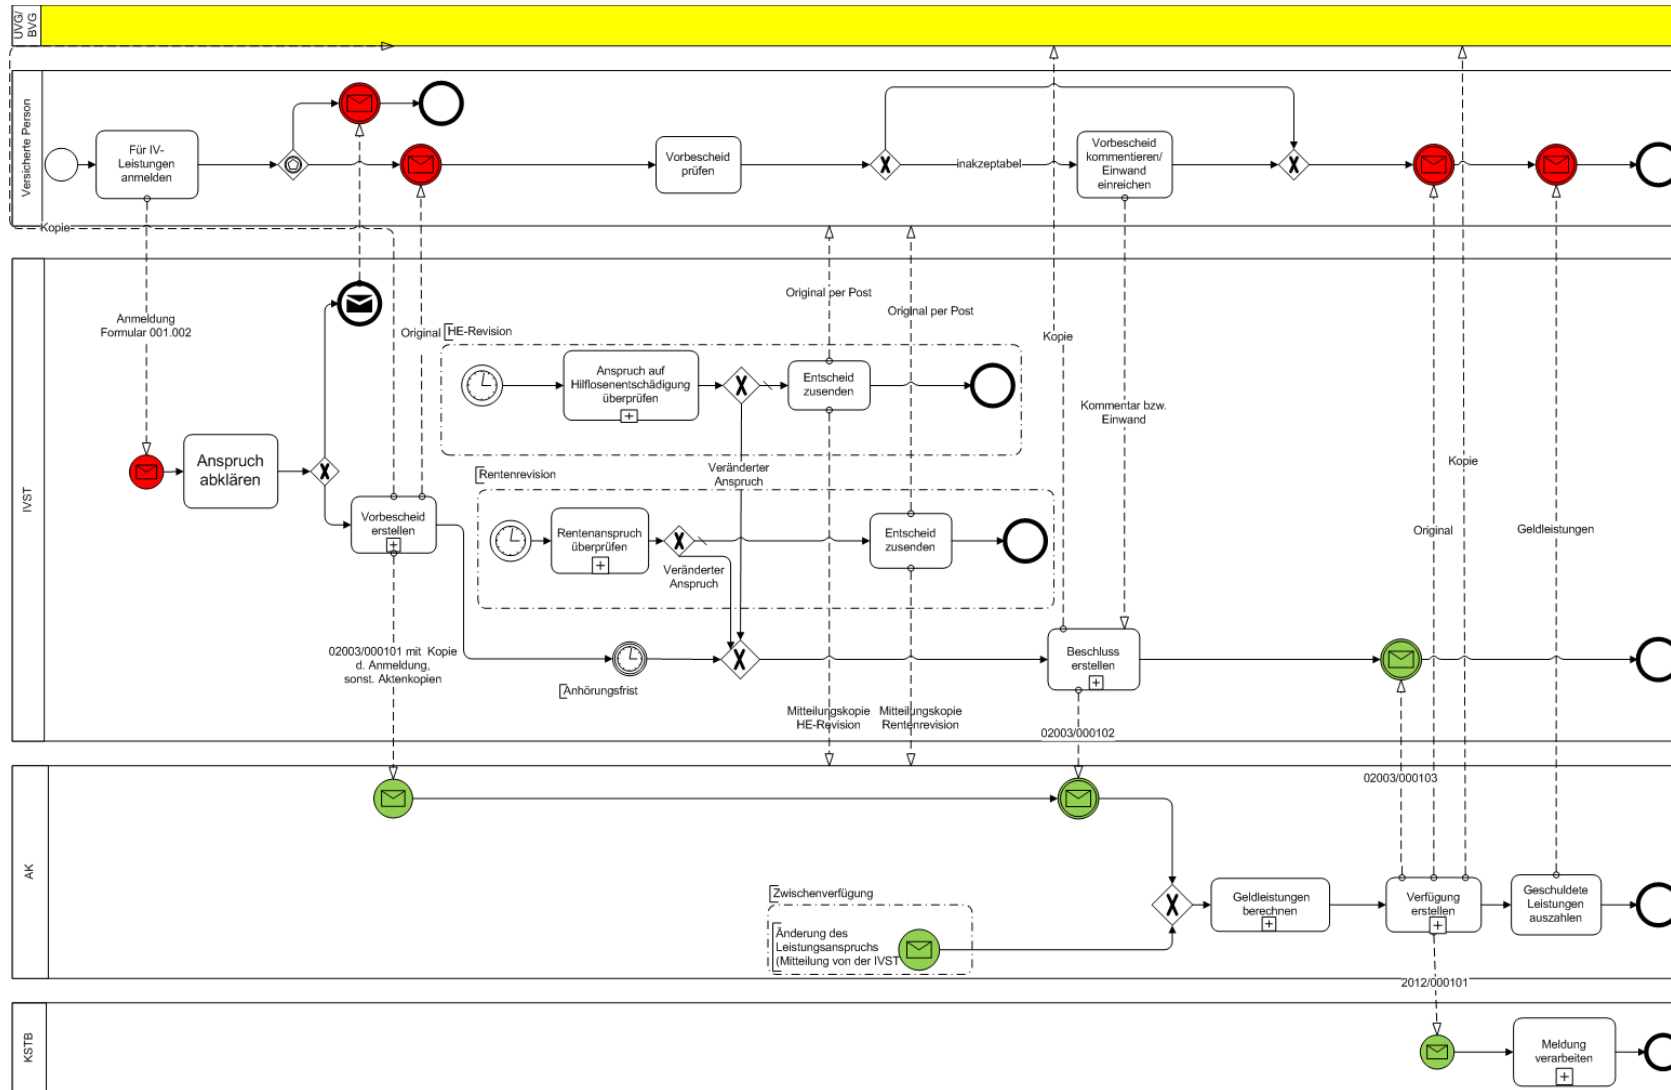 UVG/
BVG
Versicherte Person
Für IV-
Leistungen
anmelden
Vorbescheid
prüfen
inakzeptabel
Vorbescheid
kommentieren/
Einwand
einreichen
Kopie
IVST
Anmeldung
Formular 001.002
Original
HE-Revision
Original per Post
Original per Post
Kopie
Anspruch auf
Hilflosenentschädigung
überprüfen
Entscheid
zusenden
Kommentar bzw.
Einwand
Anspruch
abklären
Veränderter
Anspruch
Kopie
Rentenrevision
Vorbescheid
erstellen
Rentenanspruch
überprüfen
Entscheid
zusenden
Original
Geldleistungen
Veränderter
Anspruch
02003/000101 mit Kopie
d. Anmeldung,
sonst. Aktenkopien
Anhörungsfrist
Beschluss
erstellen
Mitteilungskopie
HE-Revision
Mitteilungskopie
Rentenrevision
02003/000102
AK
02003/000103
Zwischenverfügung
Änderung des
Leistungsanspruchs
(Mitteilung von der IVST
Geldleistungen
berechnen
Verfügung
erstellen
Geschuldete
Leistungen
auszahlen
2012/000101
KSTB
Meldung
verarbeiten